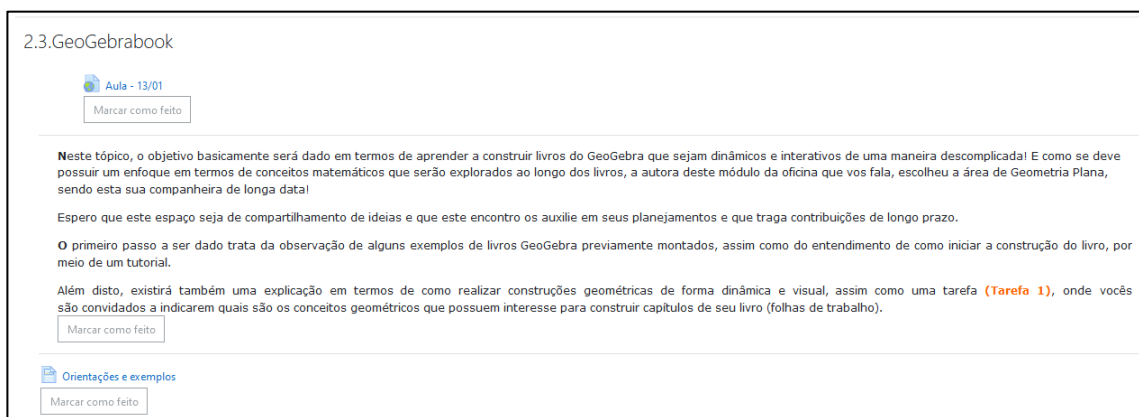 2.3.GeoGebrabook
Aula - 13/01
Marcar como feito
Neste tópico, o objetivo basicamente será dado em termos de aprender a construir livros do GeoGebra que sejam dinâmicos e interativos de uma maneira descomplicada! E como se deve
possuir um enfoque em termos de conceitos matemáticos que serão explorados ao longo dos livros, a autora deste módulo da oficina que vos fala, escolheu a área de Geometria Plana,
sendo esta sua companheira de longa data!
Espero que este espaço seja de compartilhamento de ideias e que este encontro os auxilie em seus planejamentos e que traga contribuições de longo prazo.
O primeiro passo a ser dado trata da observação de alguns exemplos de livros GeoGebra previamente montados, assim como do entendimento de como iniciar a construção do livro, por
meio de um tutorial.
Além disto, existirá também uma explicação em termos de como realizar construções geométricas de forma dinâmica e visual, assim como uma tarefa (Tarefa 1), onde vocês
são convidados a indicarem quais são os conceitos geométricos que possuem interesse para construir capítulos de seu livro (folhas de trabalho).
Marcar como feito
Orientações e exemplos
Marcar como feito